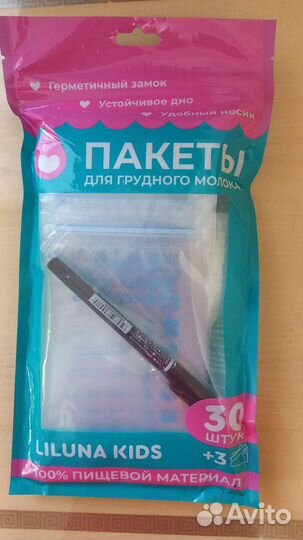 Герметичный замок
Устойчивое дно
Удобный носик
ПАКЕТЫ
ДЛЯ ГРУДНОГО МОЛОКА
30
ШТУК
+3
LILUNA KIDS
100% ПИЩЕВОЙ МАТЕРИАЛ
Avito